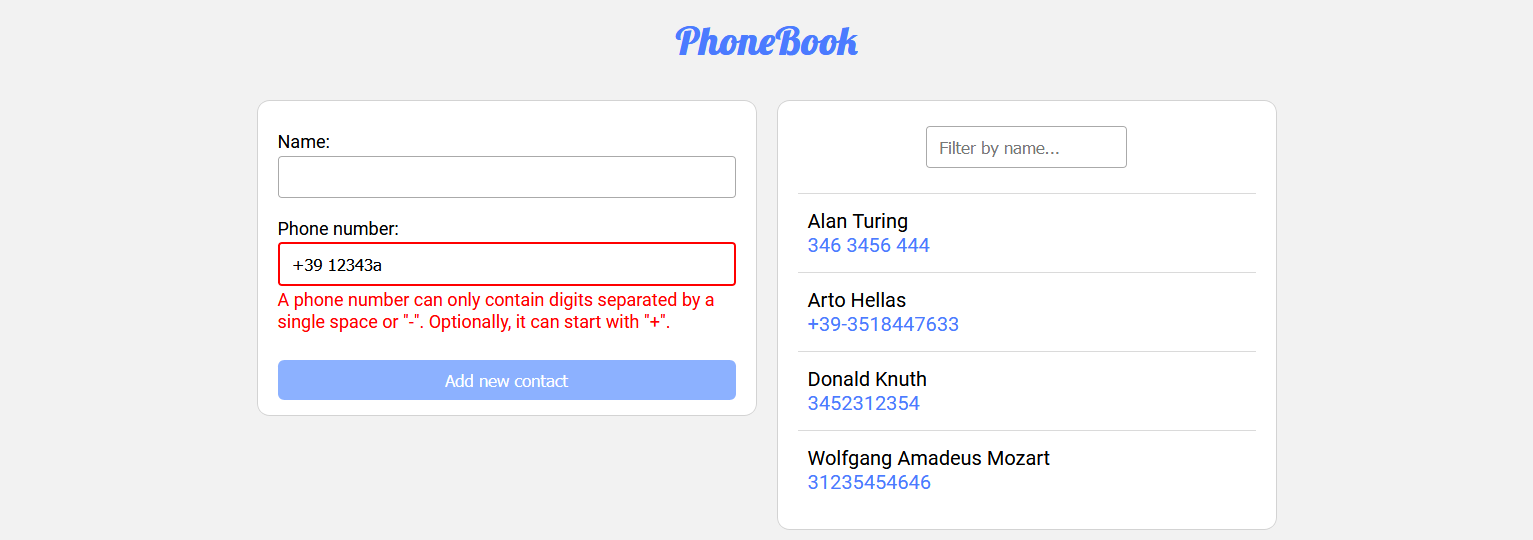 PhoneBook
Name:
Phone number:
+39 12343a
A phone number can only contain digits separated by a
single space or "-". Optionally, it can start with "+".
Add new contact
Filter by name...
Alan Turing
346 3456 444
Arto Hellas
+39-3518447633
Donald Knuth
3452312354
Wolfgang Amadeus Mozart
31235454646